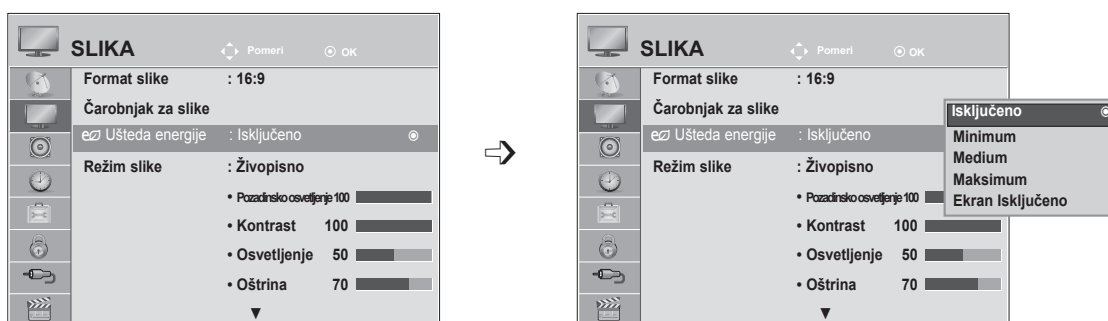 SLIKA Pomeri OK
Format slike : 16:9
Čarobnjak za slike
Ušteda energije : Isključeno
Režim slike : Živopisno
• Pozadinsko osvetljenje 100
• Kontrast 100
• Osvetljenje 50
• Oštrina 70
SLIKA Pomeri OK
Format slike : 16:9
Čarobnjak za slike
Ušteda energije : Isključeno
Režim slike : Živopisno
• Pozadinsko osvetljenje 100
• Kontrast 100
• Osvetljenje 50
• Oštrina 70
Isključeno
Minimum
Medium
Maksimum
Ekran Isključeno